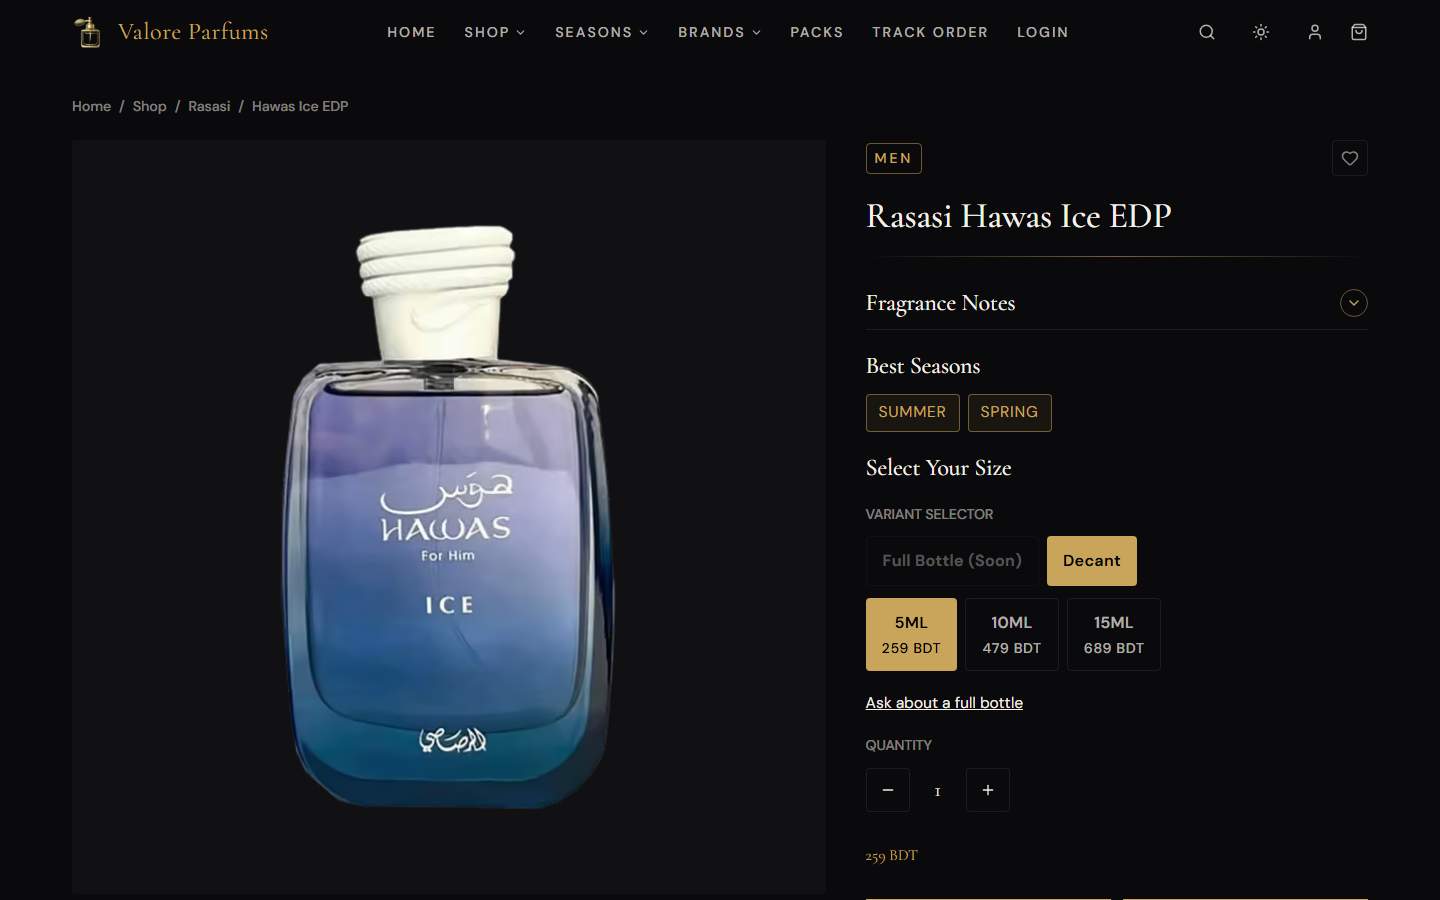 Valore Parfums
HOME SHOP SEASONS BRANDS PACKS TRACK ORDER LOGIN
Home / Shop / Rasasi / Hawas Ice EDP
هوَس
HAWAS
For Him
ICE
الرصاصي
MEN
Rasasi Hawas Ice EDP
Fragrance Notes
Best Seasons
SUMMER SPRING
Select Your Size
VARIANT SELECTOR
Full Bottle (Soon) Decant
5ML 10ML 15ML
259 BDT 479 BDT 689 BDT
Ask about a full bottle
QUANTITY
− 1 +
259 BDT